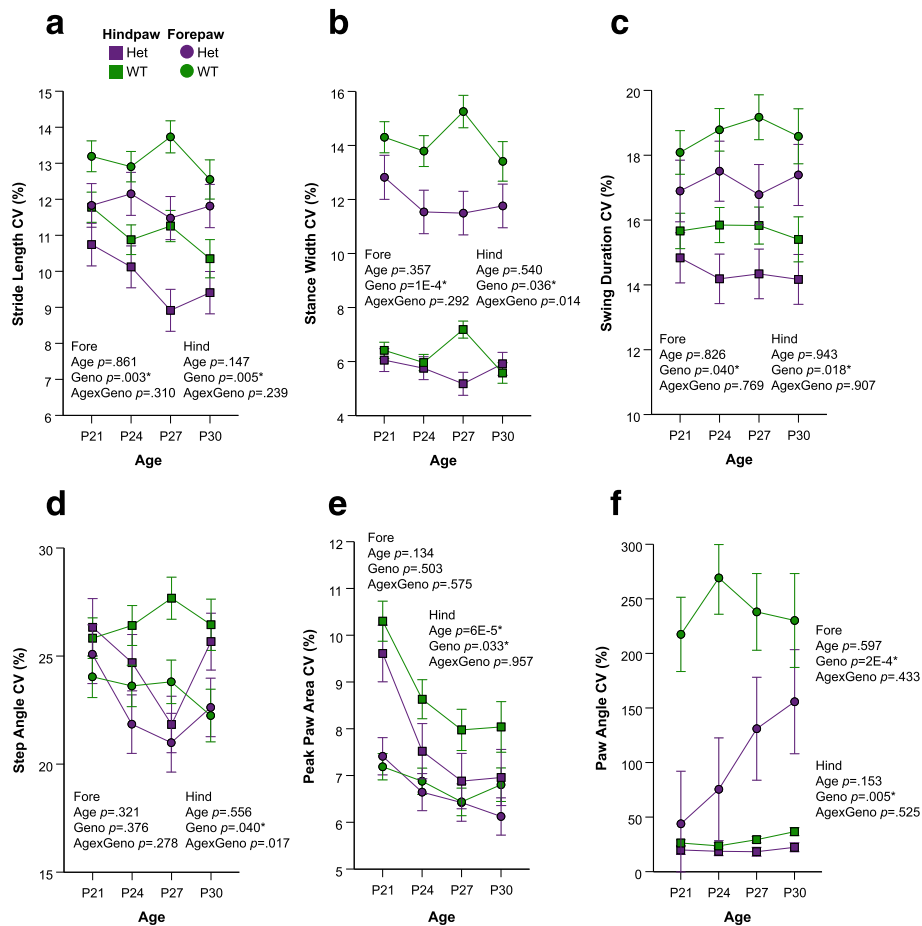 a
Hindpaw Forepaw
Het Het
WT WT
Stride Length CV (%)
15
14
13
12
11
10
9
8
7
6
Fore Hind
Age p=.861 Age p=.147
Geno p=.003* Geno p=.005*
AgexGeno p=.310 AgexGeno p=.239
P21 P24 P27 P30
Age
b
Stance Width CV (%)
16
14
12
10
8
6
4
Fore Hind
Age p=.357 Age p=.540
Geno p=1E-4* Geno p=.036*
AgexGeno p=.292 AgexGeno p=.014
P21 P24 P27 P30
Age
c
Swing Duration CV (%)
20
18
16
14
12
10
Fore Hind
Age p=.826 Age p=.943
Geno p=.040* Geno p=.018*
AgexGeno p=.769 AgexGeno p=.907
P21 P24 P27 P30
Age
d
Step Angle CV (%)
30
25
20
15
Fore Hind
Age p=.321 Age p=.556
Geno p=.376 Geno p=.040*
AgexGeno p=.278 AgexGeno p=.017
P21 P24 P27 P30
Age
e
Peak Paw Area CV (%)
12
11
10
9
8
7
6
5
Fore
Age p=.134
Geno p=.503
AgexGeno p=.575
Hind
Age p=6E-5*
Geno p=.033*
AgexGeno p=.957
P21 P24 P27 P30
Age
f
Paw Angle CV (%)
300
250
200
150
100
50
0
Fore
Age p=.597
Geno p=2E-4*
AgexGeno p=.433
Hind
Age p=.153
Geno p=.005*
AgexGeno p=.525
P21 P24 P27 P30
Age